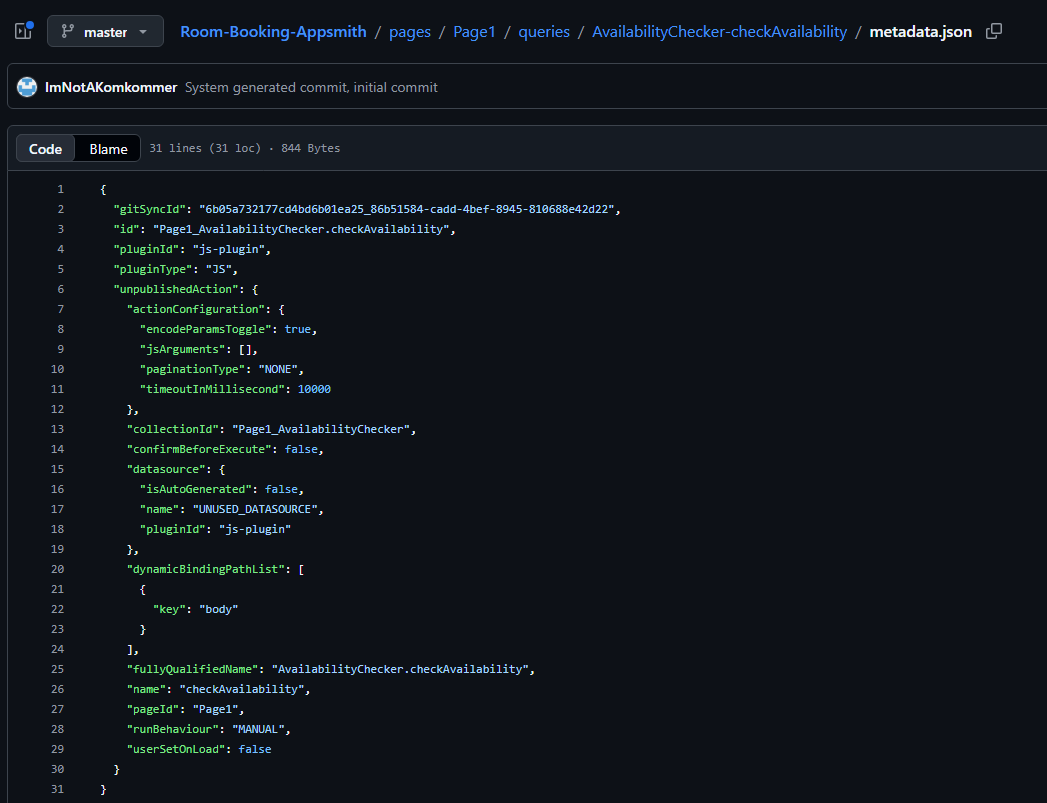 master Room-Booking-Appsmith / pages / Page1 / queries / AvailabilityChecker-checkAvailability / metadata.json
ImNotAKomkommer System generated commit, initial commit
Code Blame 31 lines (31 loc) · 844 Bytes
1 {
2 "gitSyncId": "6b05a732177cd4bd6b01ea25_86b51584-cadd-4bef-8945-810688e42d22",
3 "id": "Page1_AvailabilityChecker.checkAvailability",
4 "pluginId": "js-plugin",
5 "pluginType": "JS",
6 "unpublishedAction": {
7 "actionConfiguration": {
8 "encodeParamsToggle": true,
9 "jsArguments": [],
10 "paginationType": "NONE",
11 "timeoutInMillisecond": 10000
12 },
13 "collectionId": "Page1_AvailabilityChecker",
14 "confirmBeforeExecute": false,
15 "datasource": {
16 "isAutoGenerated": false,
17 "name": "UNUSED_DATASOURCE",
18 "pluginId": "js-plugin"
19 },
20 "dynamicBindingPathList": [
21 {
22 "key": "body"
23 }
24 ],
25 "fullyQualifiedName": "AvailabilityChecker.checkAvailability",
26 "name": "checkAvailability",
27 "pageId": "Page1",
28 "runBehaviour": "MANUAL",
29 "userSetOnLoad": false
30 }
31 }